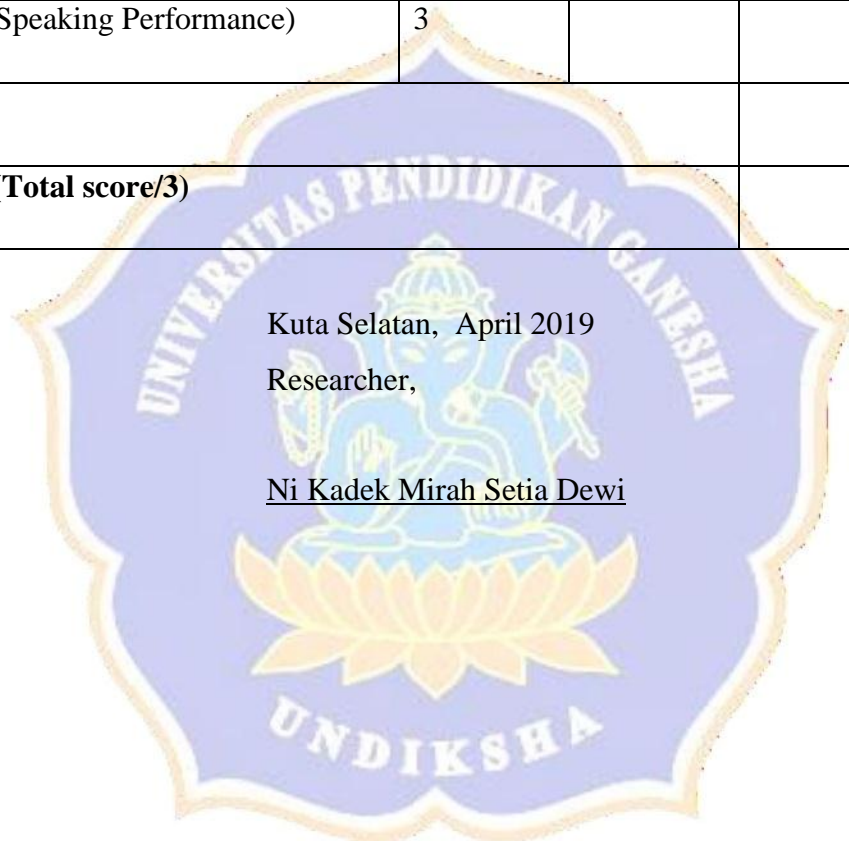 Speaking Performance) 3
Total score/3)
UNIVERSITAS PENDIDIKAN GANESHA
Kuta Selatan, April 2019
Researcher,
Ni Kadek Mirah Setia Dewi
UNDIKSHA